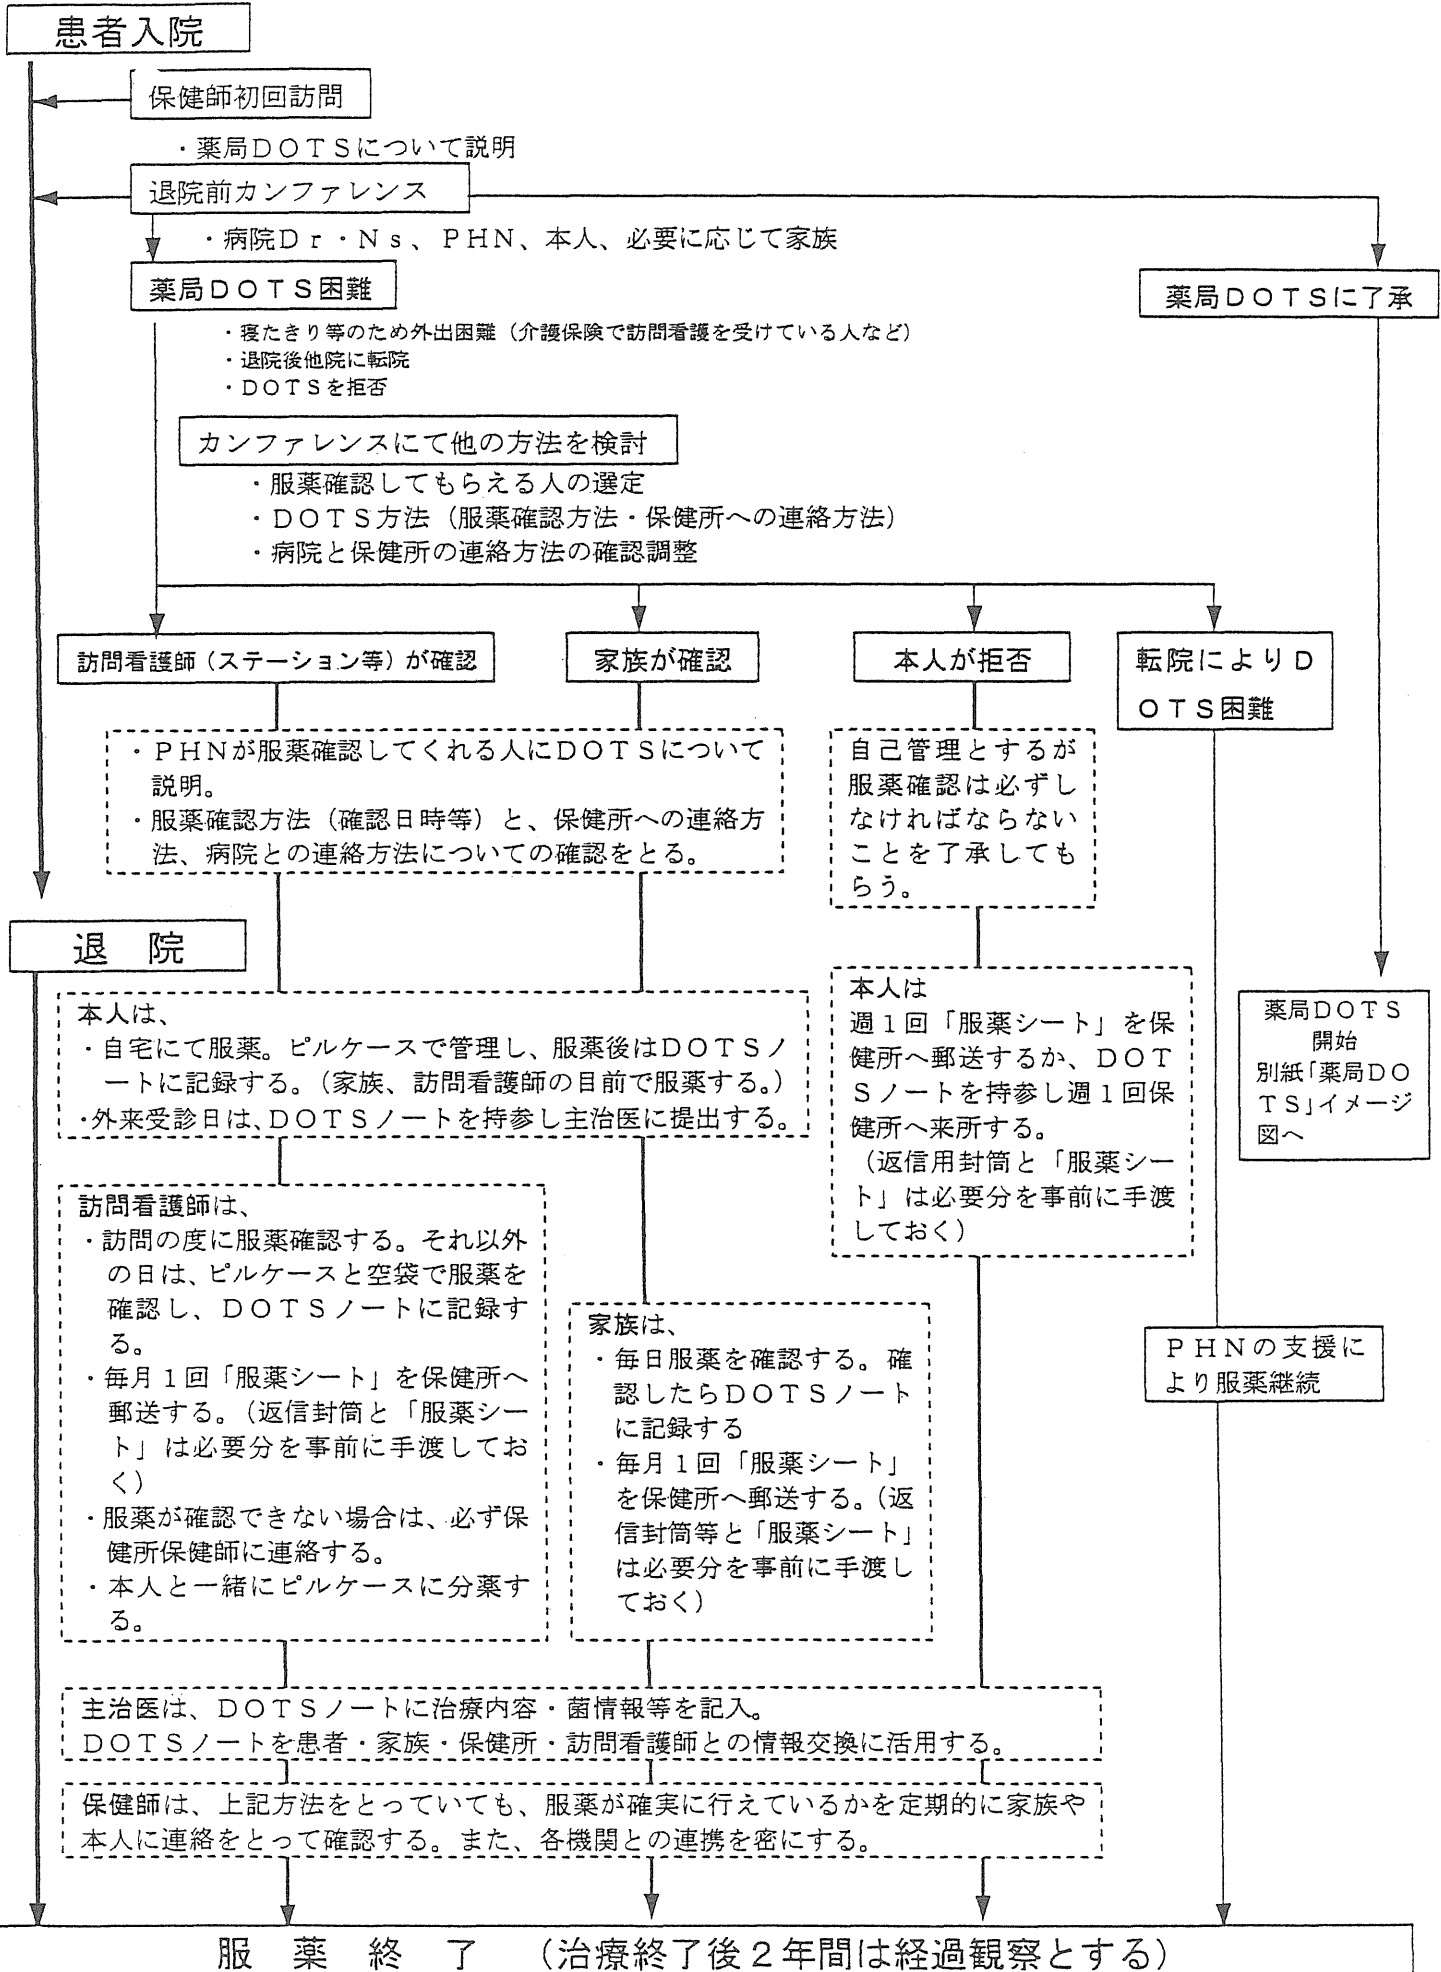 患者入院
保健師初回訪問
・薬局DOTSについて説明
退院前カンファレンス
・病院Dr・Ns、PHN、本人、必要に応じて家族
薬局DOTS困難
薬局DOTSに了承
・寝たきり等のため外出困難（介護保険で訪問看護を受けている人など）
・退院後他院に転院
・DOTSを拒否
カンファレンスにて他の方法を検討
・服薬確認してもらえる人の選定
・DOTS方法（服薬確認方法・保健所への連絡方法）
・病院と保健所の連絡方法の確認調整
訪問看護師（ステーション等）が確認
家族が確認
本人が拒否
転院によりD
OTS困難
・PHNが服薬確認してくれる人にDOTSについて
説明。
・服薬確認方法（確認日時等）と、保健所への連絡方
法、病院との連絡方法についての確認をとる。
自己管理とするが
服薬確認は必ずし
なければならない
ことを了承しても
らう。
退　院
本人は、
・自宅にて服薬。ピルケースで管理し、服薬後はDOTSノ
ートに記録する。（家族、訪問看護師の目前で服薬する。）
・外来受診日は、DOTSノートを持参し主治医に提出する。
本人は
週1回「服薬シート」を保
健所へ郵送するか、DOT
Sノートを持参し週1回保
健所へ来所する。
（返信用封筒と「服薬シー
ト」は必要分を事前に手渡
しておく）
薬局DOTS
開始
別紙「薬局DO
TS」イメージ
図へ
訪問看護師は、
・訪問の度に服薬確認する。それ以外
の日は、ピルケースと空袋で服薬を
確認し、DOTSノートに記録す
る。
・毎月1回「服薬シート」を保健所へ
郵送する。（返信封筒と「服薬シー
ト」は必要分を事前に手渡してお
く）
・服薬が確認できない場合は、必ず保
健所保健師に連絡する。
・本人と一緒にピルケースに分薬す
る。
家族は、
・毎日服薬を確認する。確
認したらDOTSノート
に記録する
・毎月1回「服薬シート」
を保健所へ郵送する。（返
信封筒等と「服薬シート」
は必要分を事前に手渡し
ておく）
PHNの支援に
より服薬継続
主治医は、DOTSノートに治療内容・菌情報等を記入。
DOTSノートを患者・家族・保健所・訪問看護師との情報交換に活用する。
保健師は、上記方法をとっていても、服薬が確実に行えているかを定期的に家族や
本人に連絡をとって確認する。また、各機関との連携を密にする。
服　薬　終　了　（治療終了後2年間は経過観察とする）